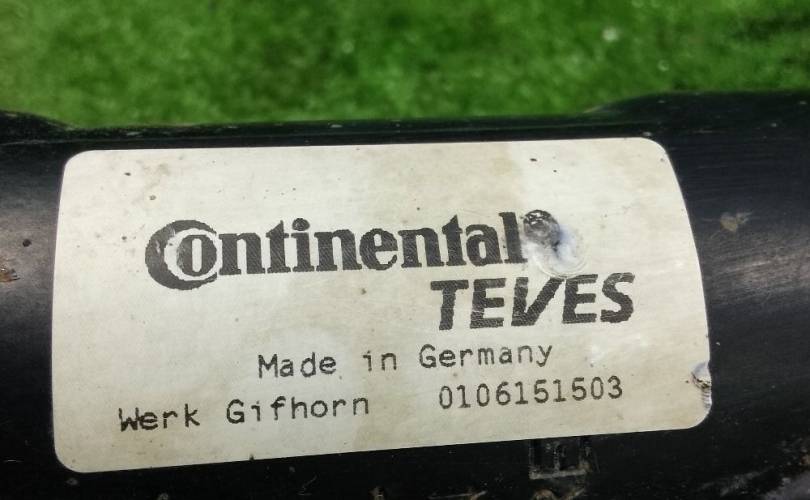 Continental
TEVES
Made in Germany
Werk Gifhorn 0106151503